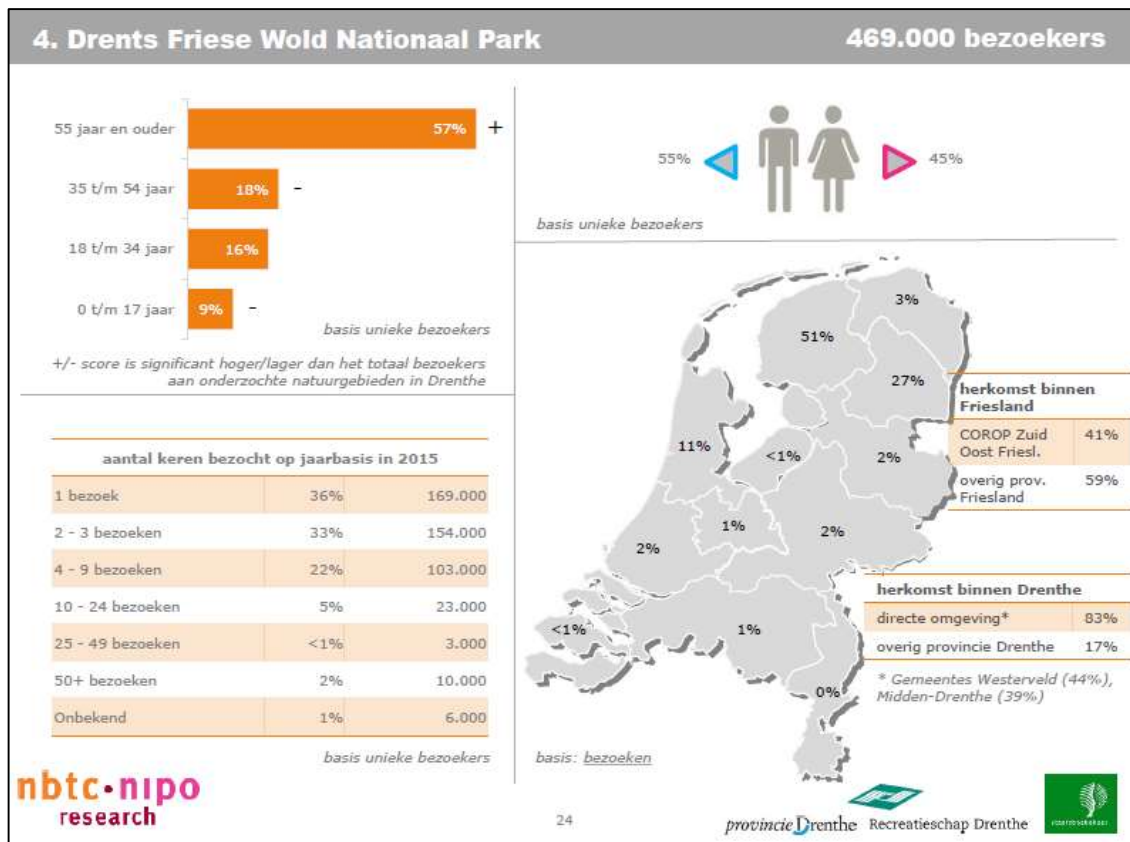 4. Drents Friese Wold Nationaal Park
469.000 bezoekers
55 jaar en ouder
57%
+
35 t/m 54 jaar
18%
-
18 t/m 34 jaar
16%
0 t/m 17 jaar
9%
-
basis unieke bezoekers
+/- score is significant hoger/lager dan het totaal bezoekers
aan onderzochte natuurgebieden in Drenthe
55%
45%
basis unieke bezoekers
aantal keren bezocht op jaarbasis in 2015
1 bezoek 36% 169.000
2 - 3 bezoeken 33% 154.000
4 - 9 bezoeken 22% 103.000
10 - 24 bezoeken 5% 23.000
25 - 49 bezoeken <1% 3.000
50+ bezoeken 2% 10.000
Onbekend 1% 6.000
basis unieke bezoekers
3%
51%
27%
11%
<1%
2%
1%
2%
2%
<1%
1%
0%
herkomst binnen
Friesland
COROP Zuid 41%
Oost Friesl.
overig prov. 59%
Friesland
herkomst binnen Drenthe
directe omgeving* 83%
overig provincie Drenthe 17%
* Gemeentes Westerveld (44%),
Midden-Drenthe (39%)
basis: bezoeken
nbtc•nipo
research
24
provincie Drenthe
Recreatieschap Drenthe